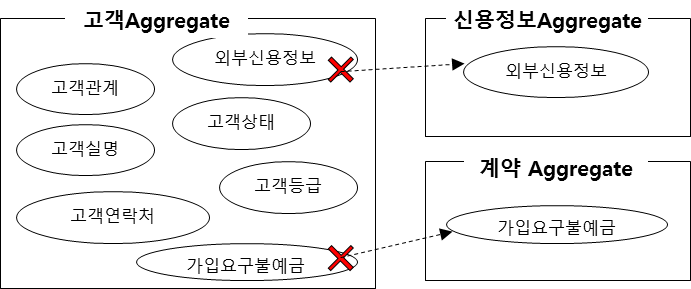 고객Aggregate
외부신용정보
고객관계
고객상태
고객실명
고객등급
고객연락처
가입요구불예금
신용정보Aggregate
외부신용정보
계약 Aggregate
가입요구불예금